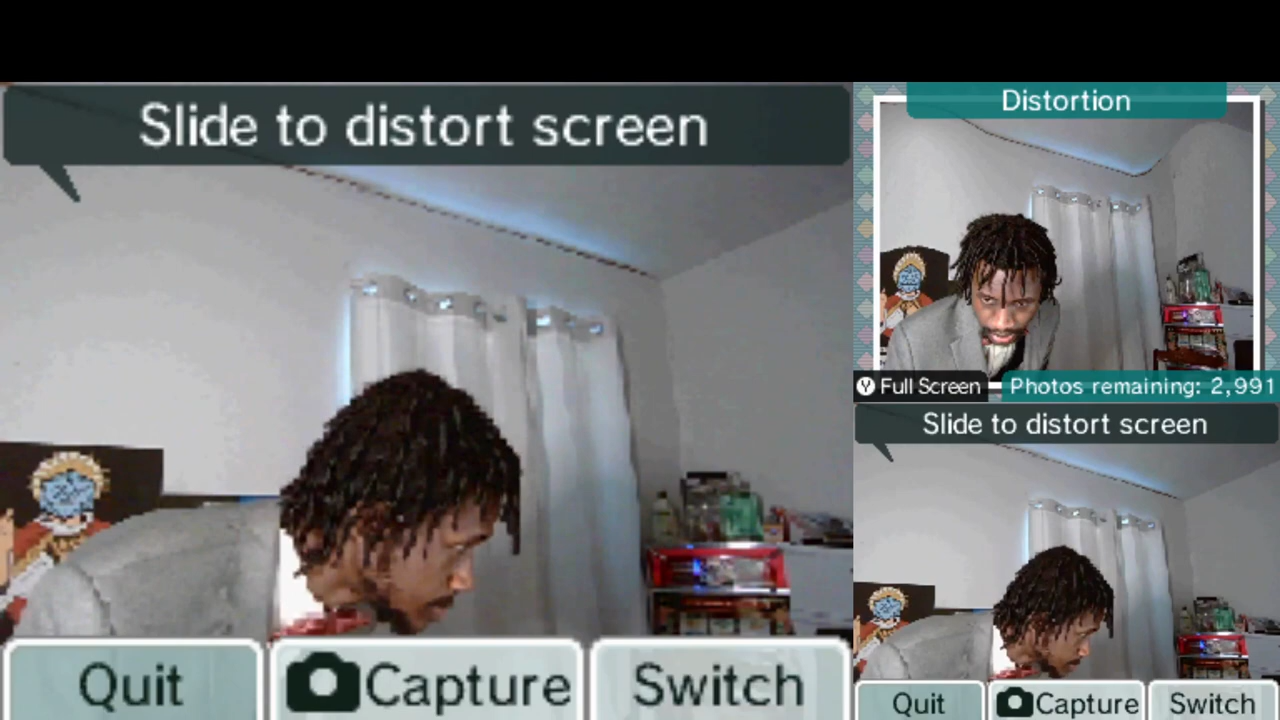 Slide to distort screen
Quit
Capture
Switch
Distortion
Ⓨ Full Screen
Photos remaining: 2,991
Slide to distort screen
Quit
Capture
Switch